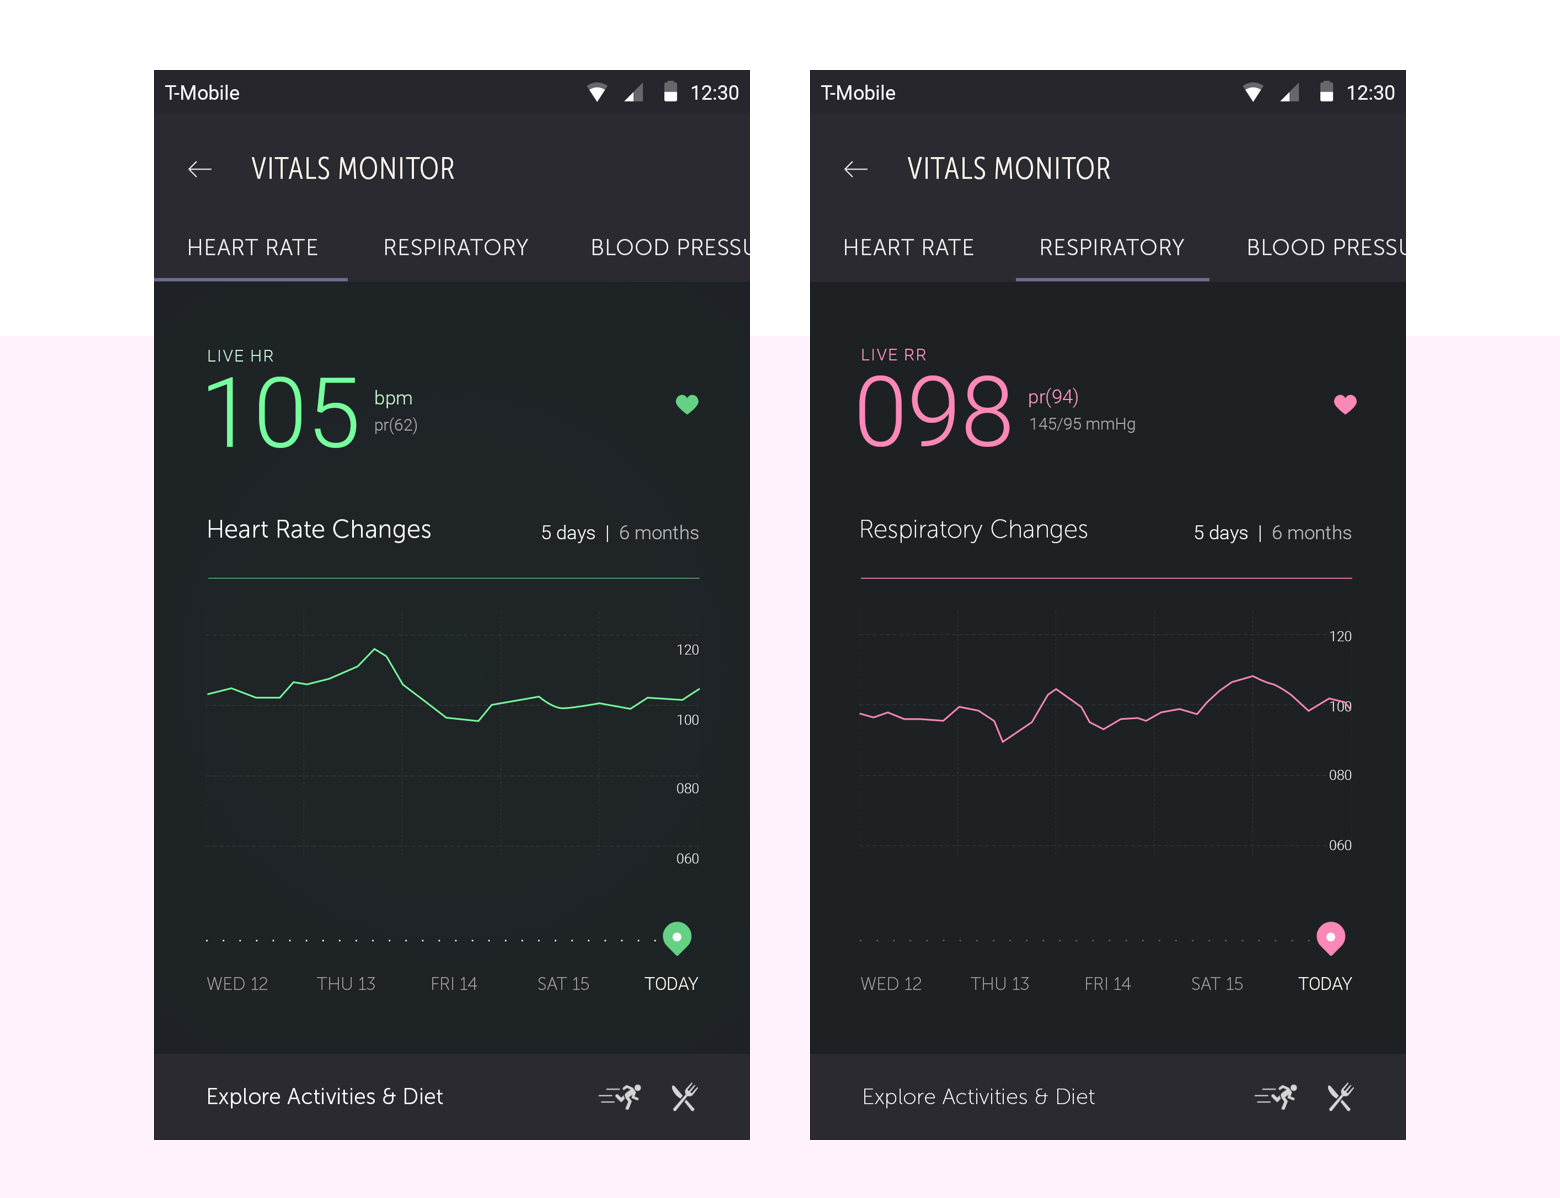 T-Mobile 12:30
VITALS MONITOR
HEART RATE RESPIRATORY BLOOD PRESSU
LIVE HR
105 bpm
pr(62)
Heart Rate Changes 5 days | 6 months
120
100
080
060
WED 12 THU 13 FRI 14 SAT 15 TODAY
Explore Activities & Diet
T-Mobile 12:30
VITALS MONITOR
HEART RATE RESPIRATORY BLOOD PRESSU
LIVE RR
098 pr(94)
145/95 mmHg
Respiratory Changes 5 days | 6 months
120
100
080
060
WED 12 THU 13 FRI 14 SAT 15 TODAY
Explore Activities & Diet